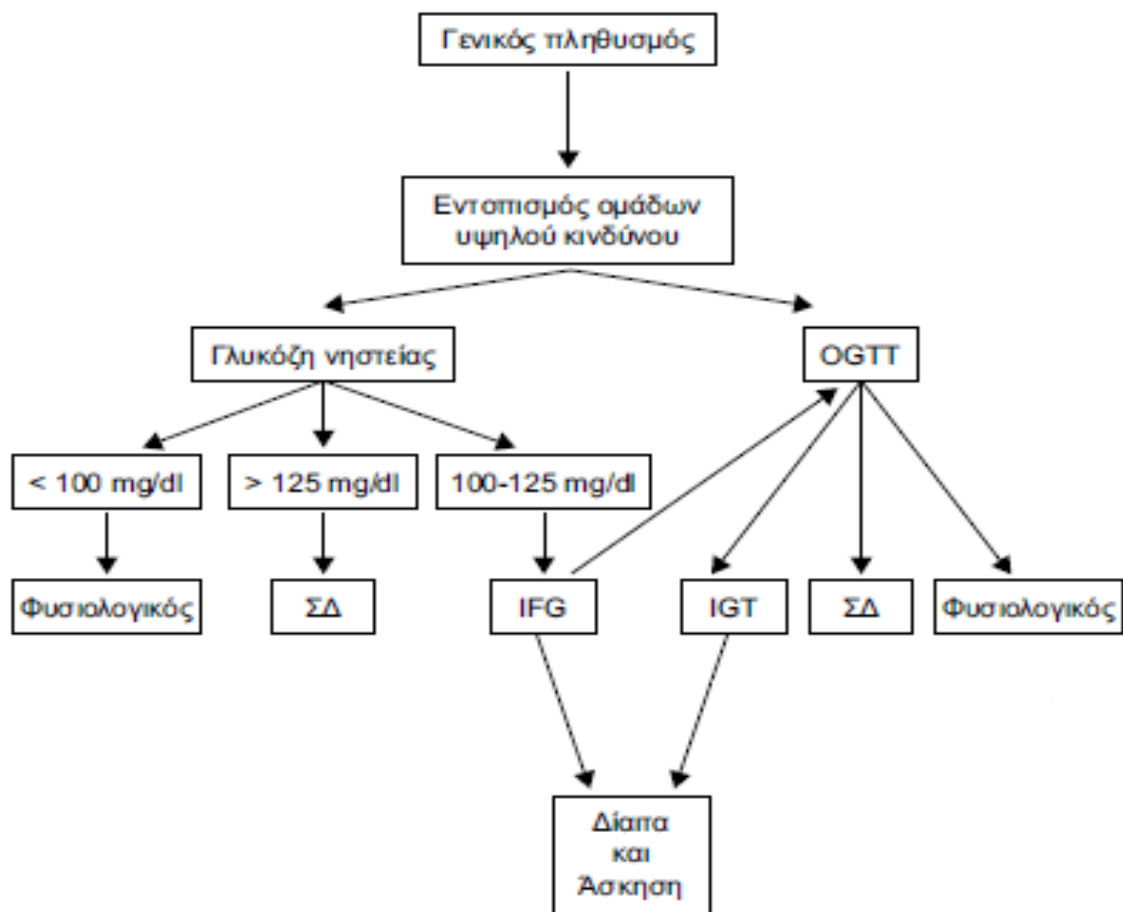 Γενικός πληθυσμός
Εντοπισμός ομάδων
υψηλού κινδύνου
Γλυκόζη νηστείας
OGTT
< 100 mg/dl
> 125 mg/dl
100-125 mg/dl
Φυσιολογικός
ΣΔ
IFG
IGT
ΣΔ
Φυσιολογικός
Δίαιτα
και
Άσκηση